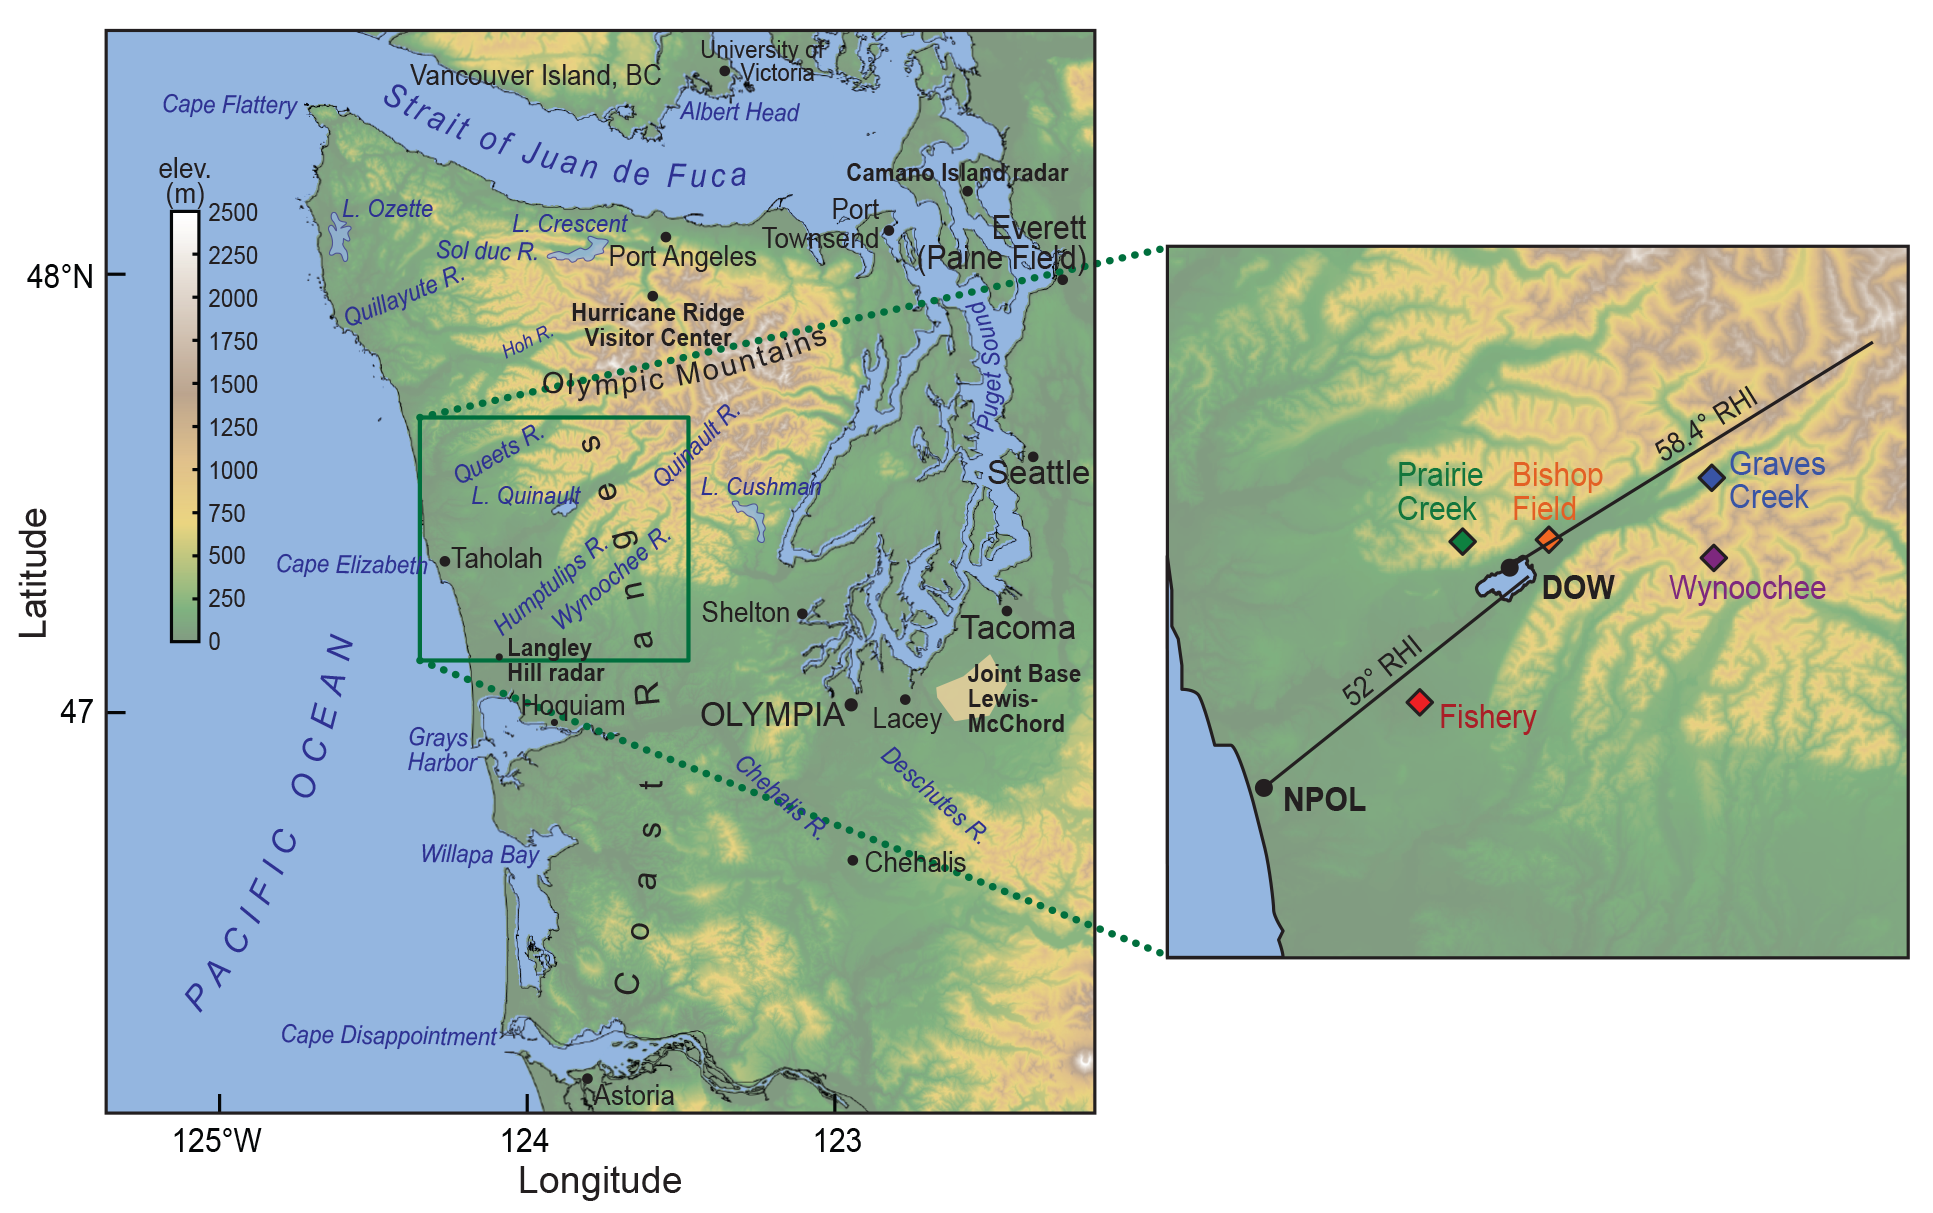 University of
Victoria
Vancouver Island, BC
Cape Flattery
Albert Head
Strait of Juan de Fuca
elev.
(m)
2500
2250
2000
1750
1500
1250
1000
750
500
250
0
Camano Island radar
L. Ozette
L. Crescent
Port
Townsend
Everett
(Paine Field)
Sol duc R.
Port Angeles
Quillayute R.
Hurricane Ridge
Visitor Center
Hoh R.
Olympic Mountains
Puget Sound
Queets R.
Quinault R.
Seattle
L. Quinault
L. Cushman
Cape Elizabeth
Taholah
Humptulips R.
Wynoochee R.
Shelton
Tacoma
Langley
Hill radar
Joint Base
Lewis-
McChord
Hoquiam
OLYMPIA
Lacey
Grays
Harbor
Coast Ranges
Chehalis R.
Deschutes R.
PACIFIC OCEAN
Willapa Bay
Chehalis
Cape Disappointment
Astoria
48°N
47
Latitude
125°W
124
123
Longitude
58.4° RHI
Prairie
Creek
Bishop
Field
Graves
Creek
DOW
Wynoochee
52° RHI
Fishery
NPOL